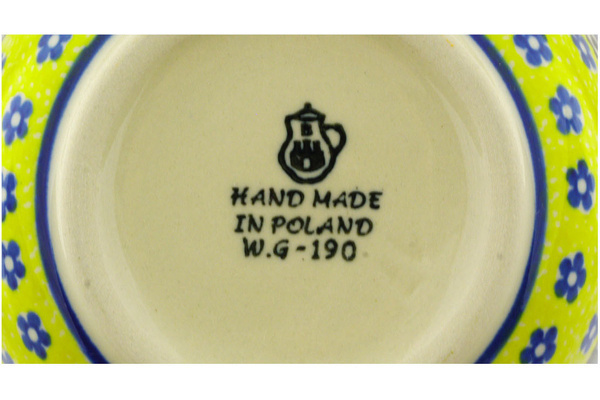 B
HAND MADE
IN POLAND
W.G-190